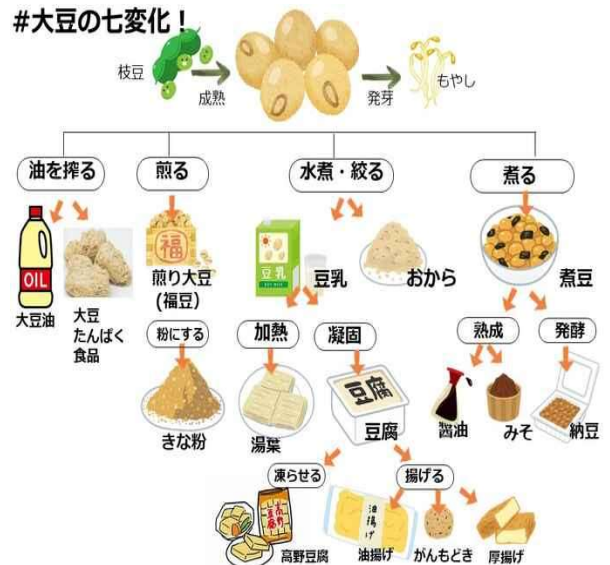 #大豆の七変化！
枝豆
成熟
発芽
もやし
油を搾る
煎る
水煮・絞る
煮る
OIL
大豆油
大豆
たんぱく
食品
福
煎り大豆
(福豆)
豆乳
豆乳
おから
煮豆
粉にする
加熱
凝固
熟成
発酵
きな粉
湯葉
豆腐
豆腐
醤油
みそ
納豆
凍らせる
揚げる
高野豆腐
高野豆腐
油揚げ
油揚げ
がんもどき
厚揚げ